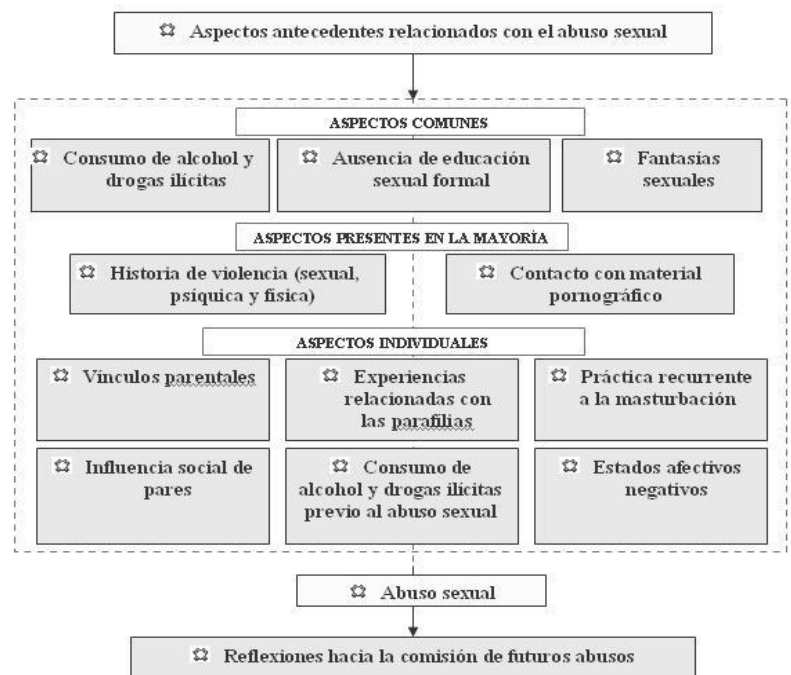 Aspectos antecedentes relacionados con el abuso sexual
ASPECTOS COMUNES
Consumo de alcohol y
drogas ilícitas
Ausencia de educación
sexual formal
Fantasías
sexuales
ASPECTOS PRESENTES EN LA MAYORÍA
Historia de violencia (sexual,
psíquica y física)
Contacto con material
pornográfico
ASPECTOS INDIVIDUALES
Vínculos parentales
Experiencias
relacionadas con
las parafilias
Práctica recurrente
a la masturbación
Influencia social de
pares
Consumo de
alcohol y drogas ilícitas
previo al abuso sexual
Estados afectivos
negativos
Abuso sexual
Reflexiones hacia la comisión de futuros abusos